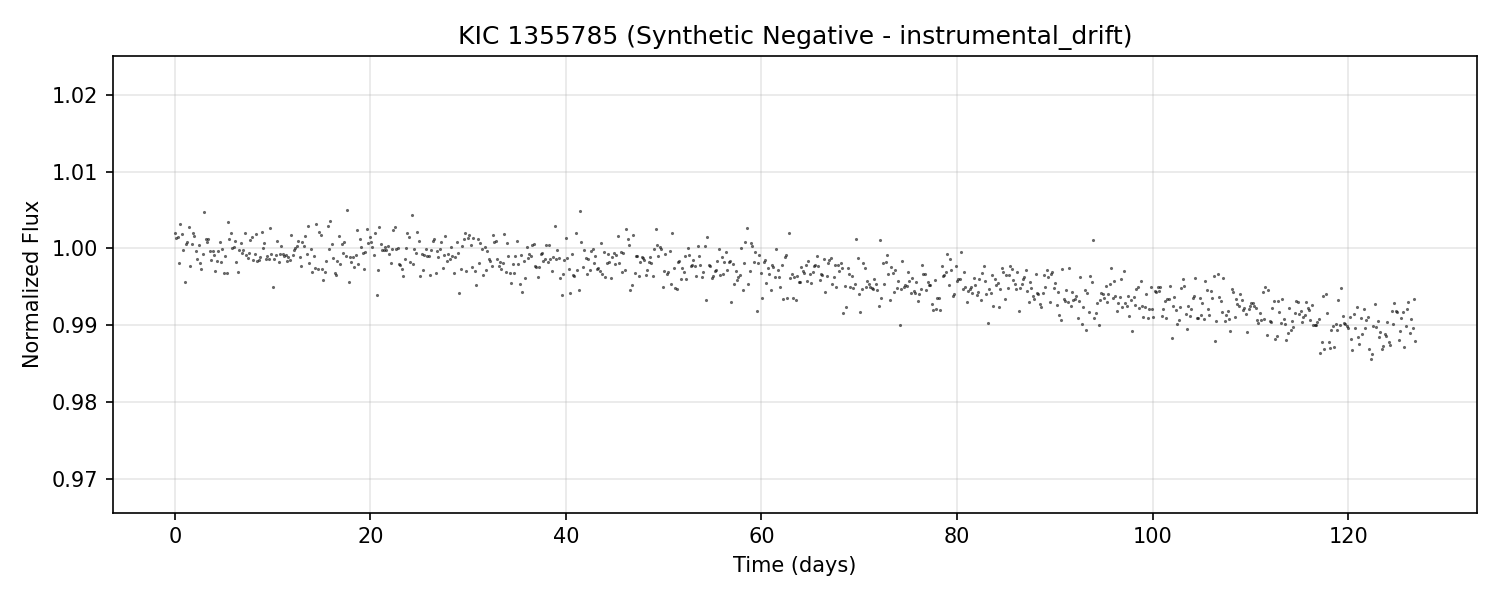 KIC 1355785 (Synthetic Negative - instrumental_drift)
1.02
1.01
1.00
0.99
0.98
0.97
Normalized Flux
0 20 40 60 80 100 120
Time (days)